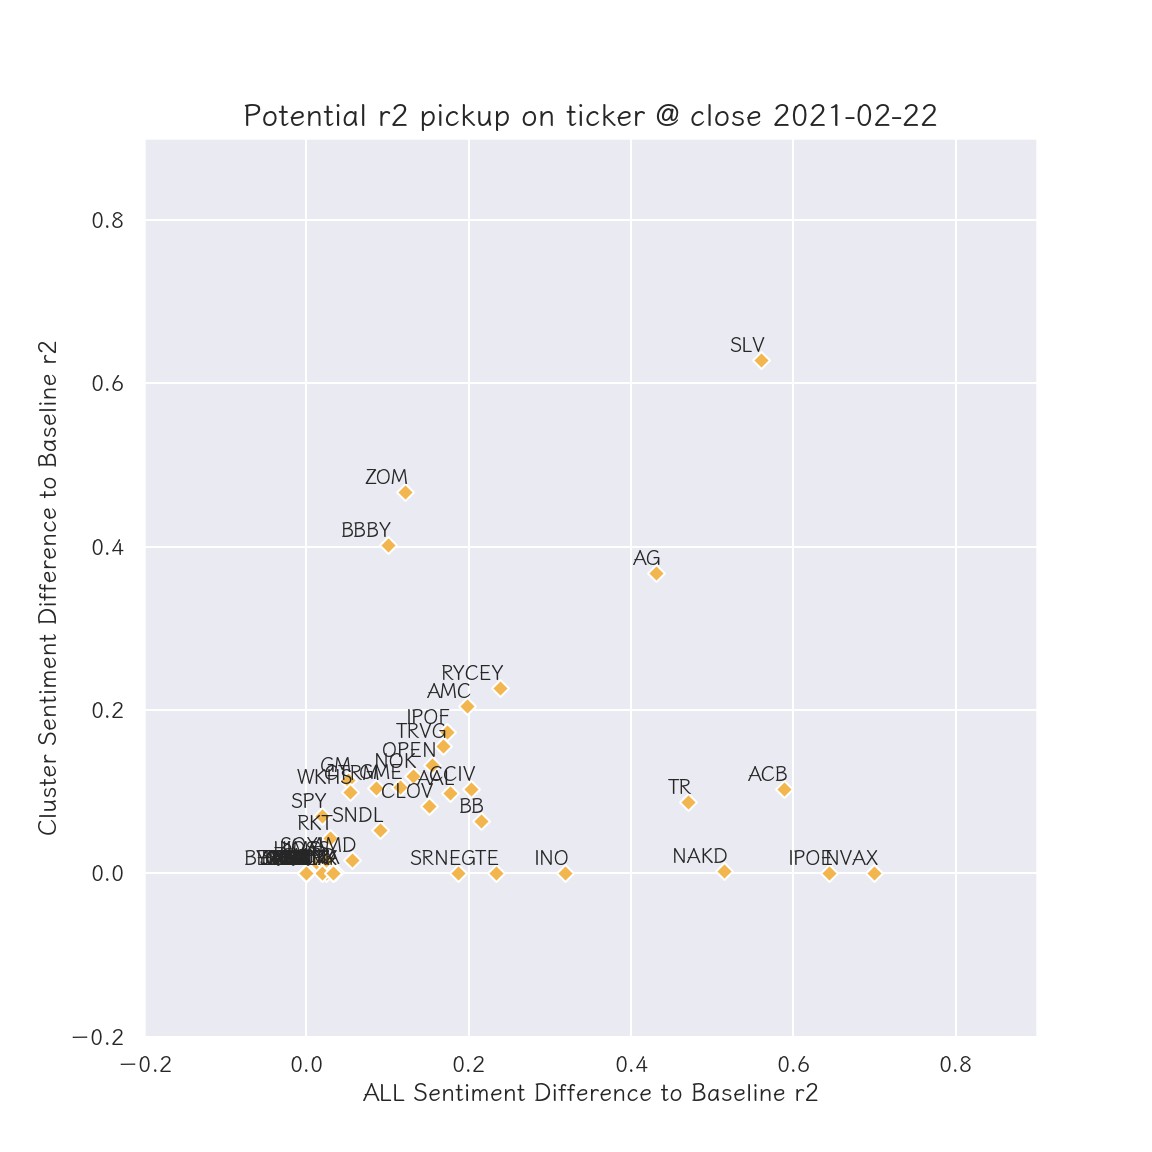 Potential r2 pickup on ticker @ close 2021-02-22
0.8
0.6
0.4
0.2
0.0
−0.2
Cluster Sentiment Difference to Baseline r2
SLV
ZOM
BBBY
AG
RYCEY
AMC
IPOF
TRVG
OPEN
NOK
GM
GME
WKHS
AAL
CCIV
CLOV
ACB
TR
SPY
BB
SNDL
RKT
AMD
SRNE
GTE
INO
NAKD
IPOE
NVAX
−0.2
0.0
0.2
0.4
0.6
0.8
ALL Sentiment Difference to Baseline r2